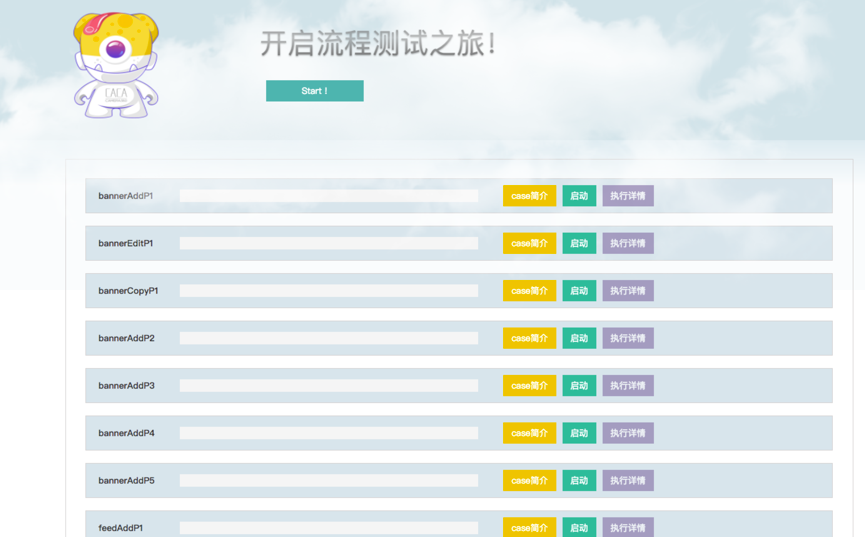 开启流程测试之旅！
CACA
Start！
bannerAddP1 case简介 启动 执行详情
bannerEditP1 case简介 启动 执行详情
bannerCopyP1 case简介 启动 执行详情
bannerAddP2 case简介 启动 执行详情
bannerAddP3 case简介 启动 执行详情
bannerAddP4 case简介 启动 执行详情
bannerAddP5 case简介 启动 执行详情
feedAddP1 case简介 启动 执行详情